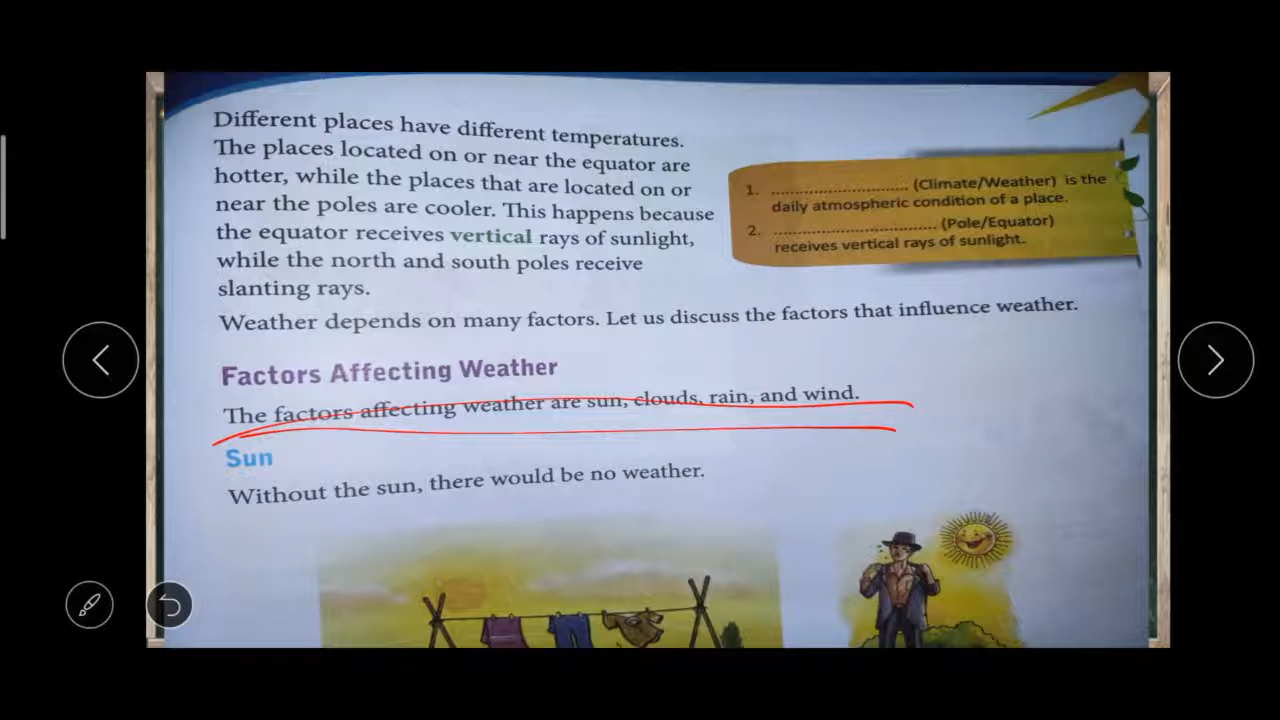 Different places have different temperatures.
The places located on or near the equator are
hotter, while the places that are located on or
near the poles are cooler. This happens because
the equator receives vertical rays of sunlight,
while the north and south poles receive
slanting rays.
1. ................................ (Climate/Weather) is the
daily atmospheric condition of a place.
2. ...................................... (Pole/Equator)
receives vertical rays of sunlight.
Weather depends on many factors. Let us discuss the factors that influence weather.
Factors Affecting Weather
The factors affecting weather are sun, clouds, rain, and wind.
Sun
Without the sun, there would be no weather.